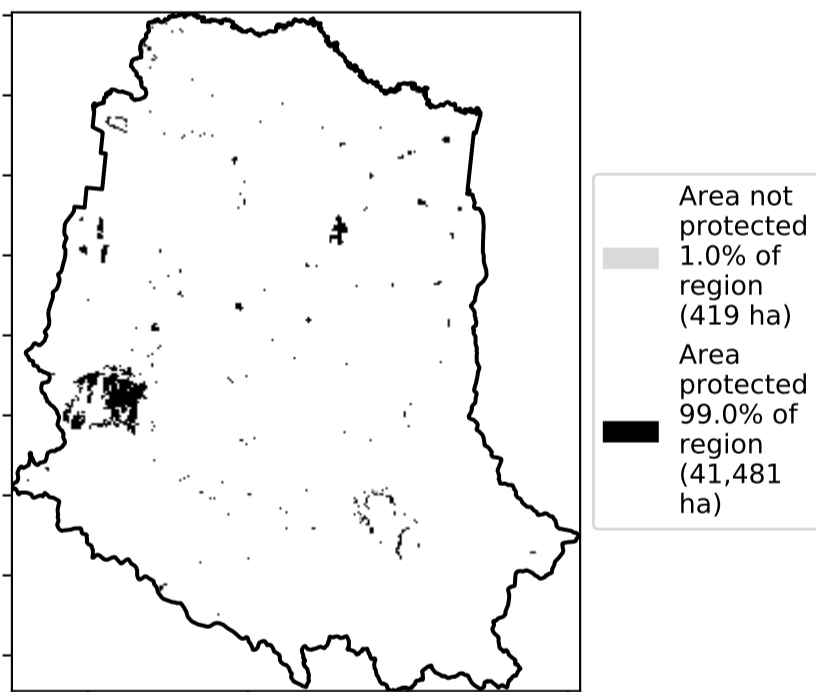 Area not
protected
1.0% of
region
(419 ha)
Area
protected
99.0% of
region
(41,481
ha)